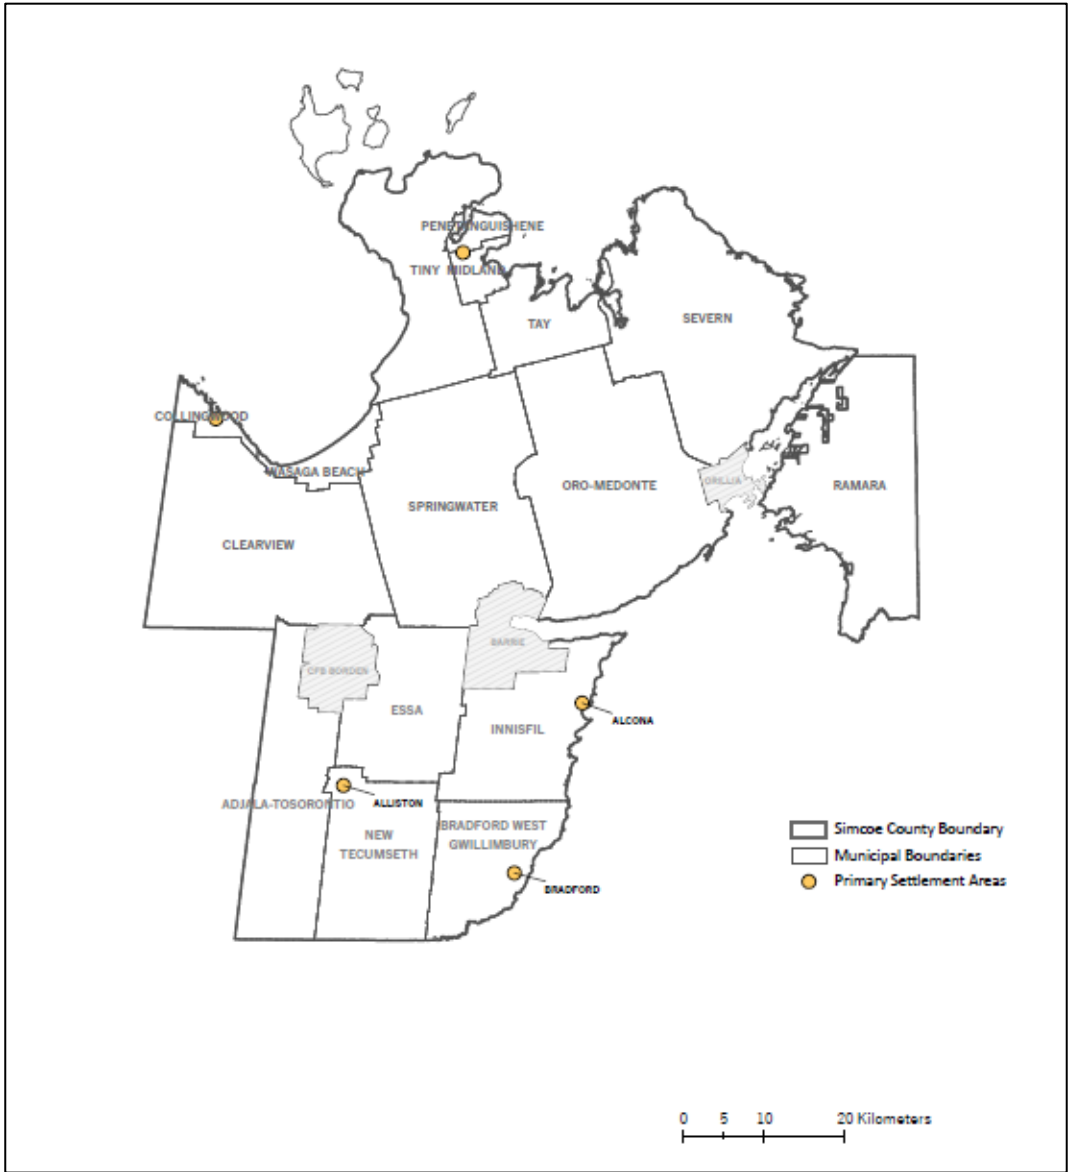 PENETANGUISHENE
TINY MIDLAND
TAY
SEVERN
COLLINGWOOD
WASAGA BEACH
SPRINGWATER
ORO-MEDONTE
ORILLIA
RAMARA
CLEARVIEW
BARRIE
CFB BORDEN
ESSA
INNISFIL
ALCONA
ADJALA-TOSORONTIO
ALLISTON
NEW
TECUMSETH
BRADFORD WEST
GWILLIMBURY
BRADFORD
Simcoe County Boundary
Municipal Boundaries
Primary Settlement Areas
0 5 10 20 Kilometers